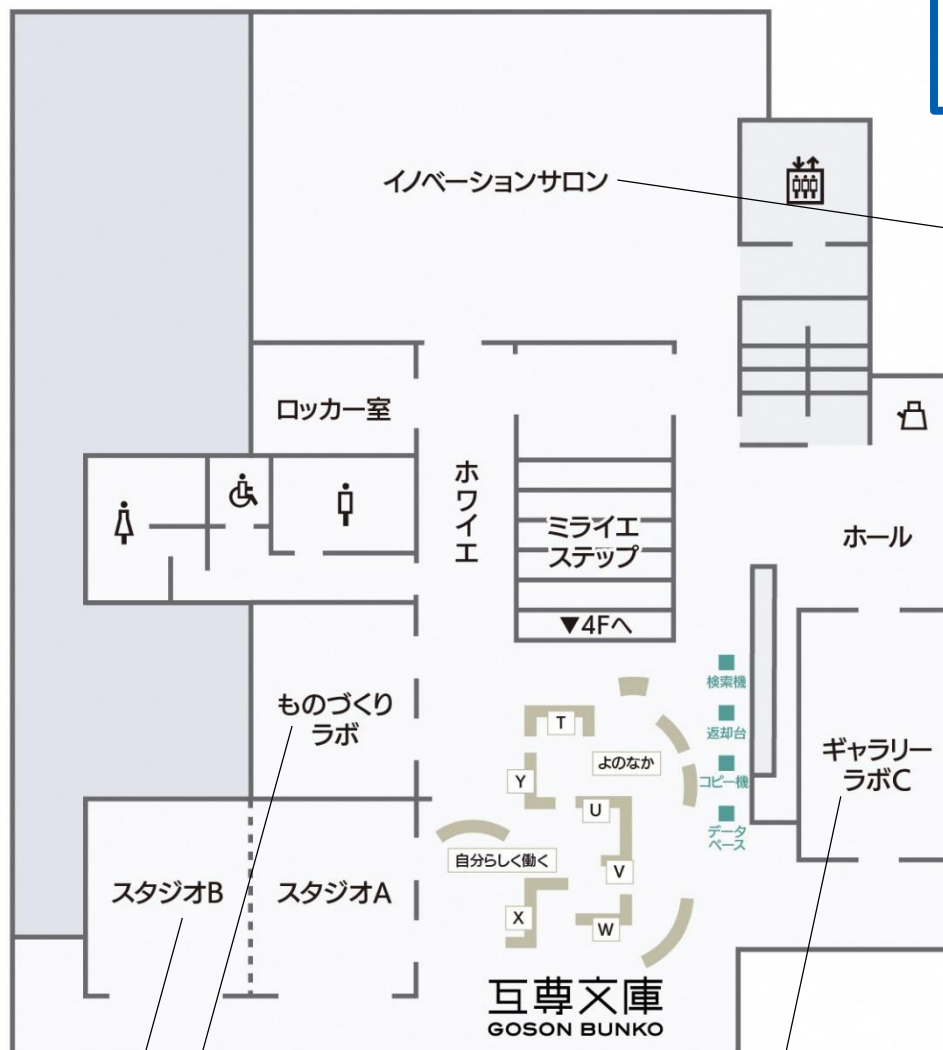 イノベーションサロン
ロッカー室
ホワイエ
ミライエ
ステップ
▼4Fへ
ホール
ものづくり
ラボ
検索機
返却台
コピー機
データ
ベース
ギャラリー
ラボC
T
よのなか
Y
U
自分らしく働く
V
X
W
スタジオB
スタジオA
互尊文庫
GOSON BUNKO